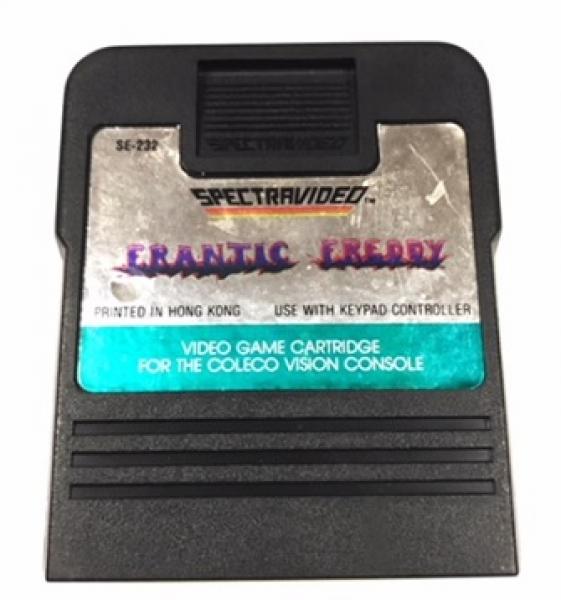 SPECTRAVIDEO
SE-232
SPECTRAVIDEO™
FRANTIC FREDDY
PRINTED IN HONG KONG USE WITH KEYPAD CONTROLLER
VIDEO GAME CARTRIDGE
FOR THE COLECO VISION CONSOLE